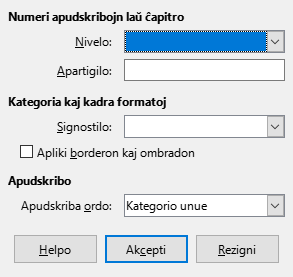 Numeri apudskribojn laŭ ĉapitro
Nivelo:
Apartigilo:
Kategoria kaj kadra formatoj
Signostilo:
Apliki borderon kaj ombradon
Apudskribo
Apudskriba ordo: Kategorio unue
Helpo Akcepti Rezigni